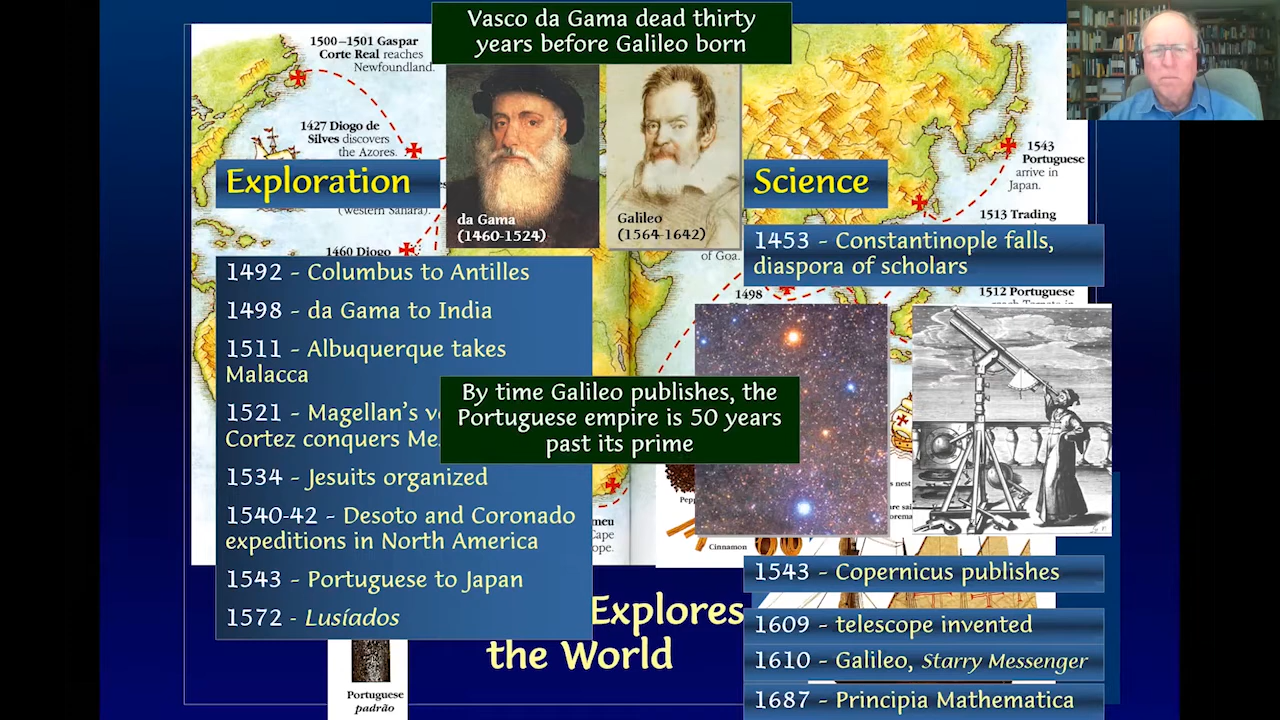 Vasco da Gama dead thirty
years before Galileo born
1500–1501 Gaspar
Corte Real reaches
Newfoundland.
1427 Diogo de
Silves discovers
the Azores.
Exploration
(Western Sahara).
1460 Diogo
da Gama
(1460-1524)
Galileo
(1564-1642)
Science
1543
Portuguese
arrive in
Japan.
1513 Trading
1453 - Constantinople falls,
diaspora of scholars
of Goa.
1498
1512 Portuguese
1492 - Columbus to Antilles
1498 - da Gama to India
1511 - Albuquerque takes
Malacca
1521 - Magellan's
Cortez conquers
1534 - Jesuits organized
1540-42 - Desoto and Coronado
expeditions in North America
1543 - Portuguese to Japan
1572 - Lusíados
By time Galileo publishes, the
Portuguese empire is 50 years
past its prime
Cinnamon
Explores
the World
1543 - Copernicus publishes
1609 - telescope invented
1610 - Galileo, Starry Messenger
1687 - Principia Mathematica
Portuguese
padrão